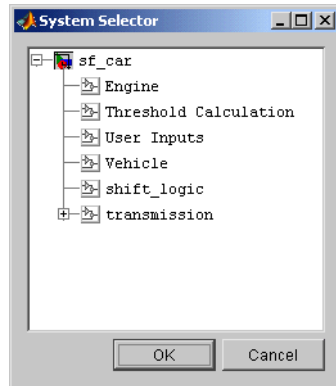 System Selector
sf_car
Engine
Threshold Calculation
User Inputs
Vehicle
shift_logic
transmission
OK
Cancel